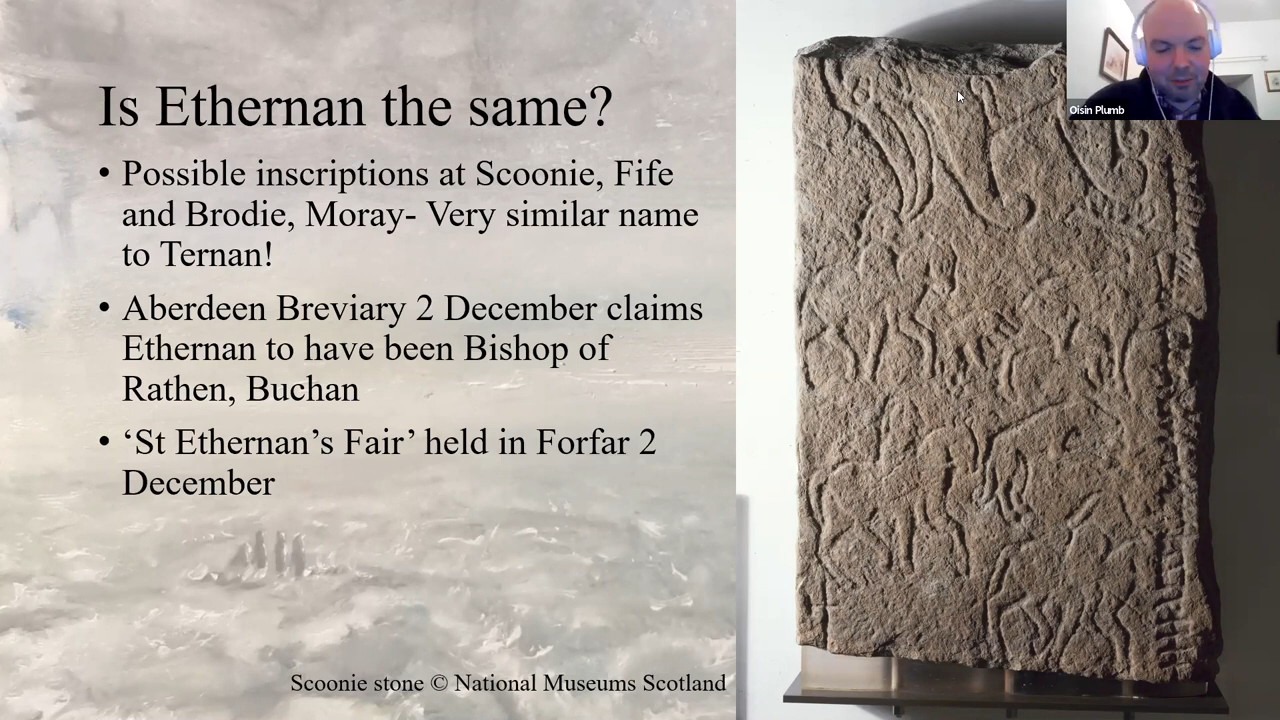 Is Ethernan the same?
• Possible inscriptions at Scoonie, Fife
and Brodie, Moray- Very similar name
to Ternan!
• Aberdeen Breviary 2 December claims
Ethernan to have been Bishop of
Rathen, Buchan
• ‘St Ethernan’s Fair’ held in Forfar 2
December
Scoonie stone © National Museums Scotland
Oisín Plumb